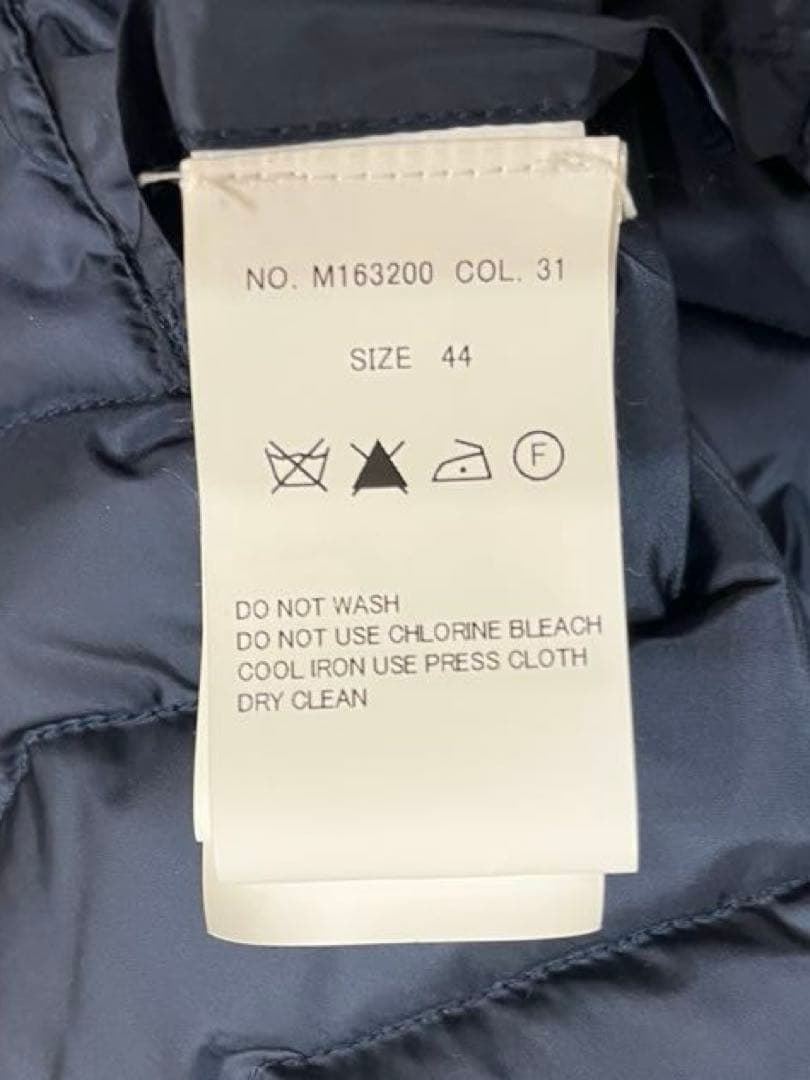 NO. M163200 COL. 31
SIZE 44
F
DO NOT WASH
DO NOT USE CHLORINE BLEACH
COOL IRON USE PRESS CLOTH
DRY CLEAN